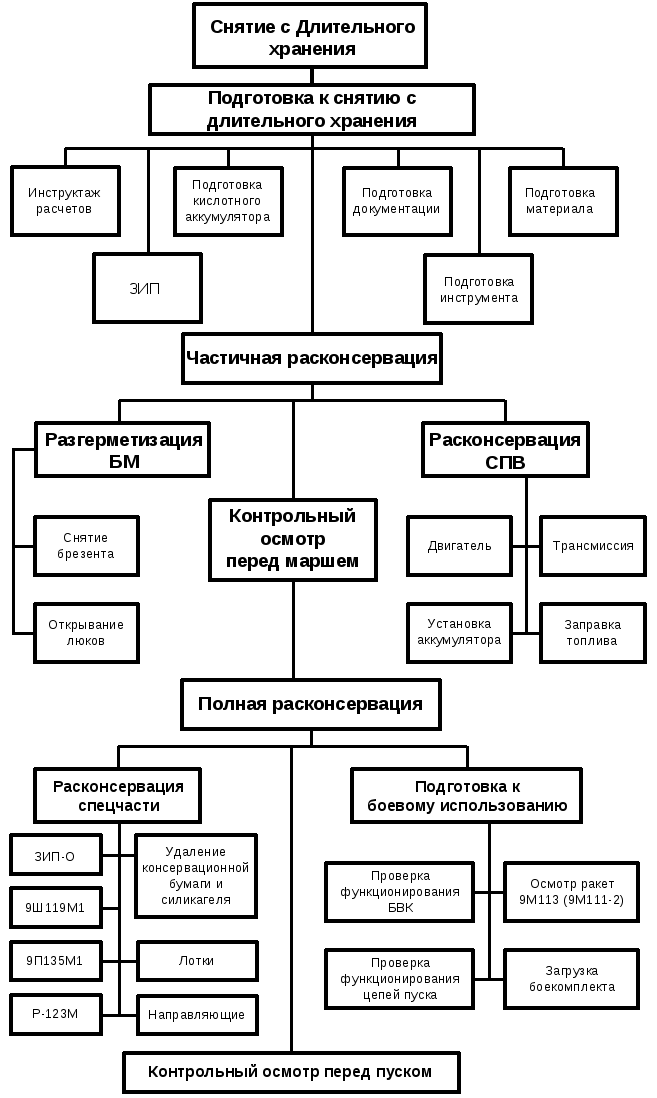 Снятие с Длительного
хранения
Подготовка к снятию с
длительного хранения
Инструктаж
расчетов
Подготовка
кислотного
аккумулятора
Подготовка
документации
Подготовка
материала
ЗИП
Подготовка
инструмента
Частичная расконсервация
Разгерметизация
БМ
Расконсервация
СПВ
Контрольный
осмотр
перед маршем
Снятие
брезента
Двигатель
Трансмиссия
Открывание
люков
Установка
аккумулятора
Заправка
топлива
Полная расконсервация
Расконсервация
спецчасти
Подготовка к
боевому использованию
ЗИП-О
Удаление
консервационной
бумаги и
силикагеля
Проверка
функционирования
БВК
Осмотр ракет
9М113 (9М111-2)
9Ш119М1
9П135М1
Лотки
Проверка
функционирования
цепей пуска
Загрузка
боекомплекта
Р-123М
Направляющие
Контрольный осмотр перед пуском